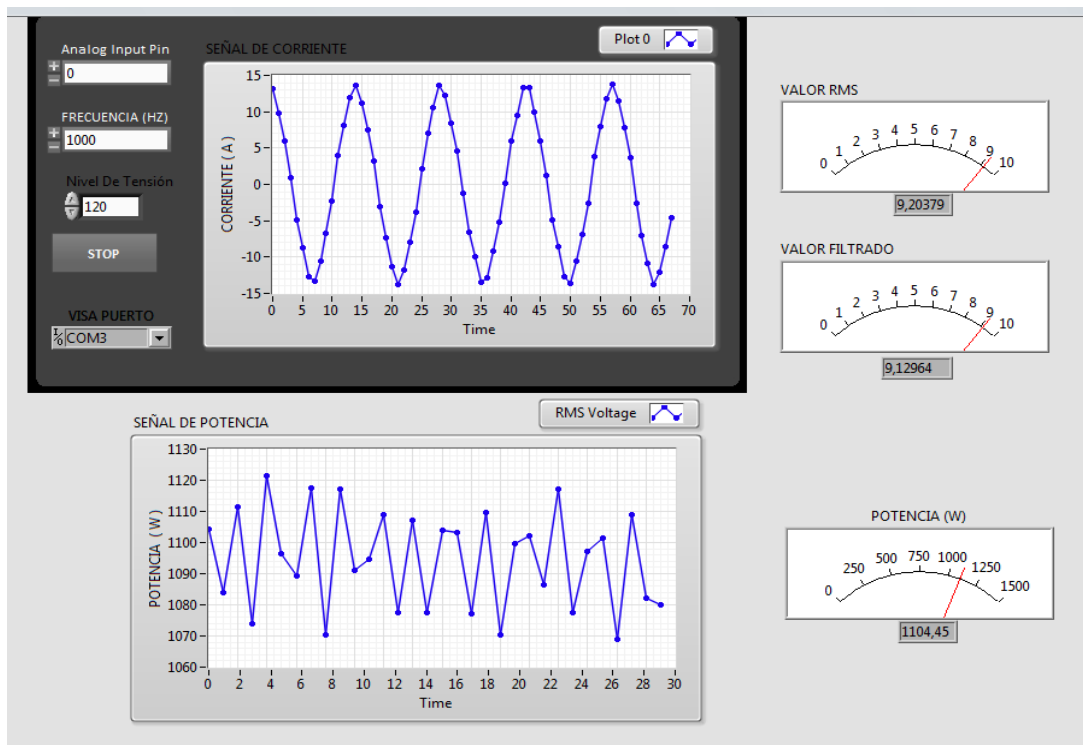 Analog Input Pin
0
FRECUENCIA (HZ)
1000
Nivel De Tensión
120
STOP
VISA PUERTO
COM3
SEÑAL DE CORRIENTE
Plot 0
CORRIENTE (A)
15
10
5
0
-5
-10
-15
0 5 10 15 20 25 30 35 40 45 50 55 60 65 70
Time
VALOR RMS
0 1 2 3 4 5 6 7 8 9 10
9,20379
VALOR FILTRADO
0 1 2 3 4 5 6 7 8 9 10
9,12964
SEÑAL DE POTENCIA
RMS Voltage
POTENCIA (W)
1130
1120
1110
1100
1090
1080
1070
1060
0 2 4 6 8 10 12 14 16 18 20 22 24 26 28 30
Time
POTENCIA (W)
0 250 500 750 1000 1250 1500
1104,45